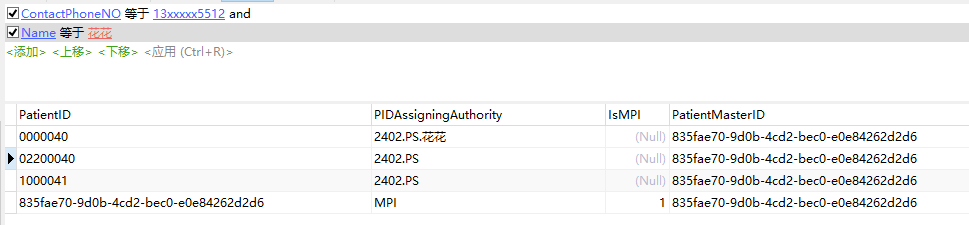 ContactPhoneNO 等于 13xxxxx5512 and
Name 等于 花花
<添加> <上移> <下移> <应用 (Ctrl+R)>
PatientID PIDAssigningAuthority IsMPI PatientMasterID
0000040 2402.PS.花花 (Null) 835fae70-9d0b-4cd2-bec0-e0e84262d2d6
02200040 2402.PS (Null) 835fae70-9d0b-4cd2-bec0-e0e84262d2d6
1000041 2402.PS (Null) 835fae70-9d0b-4cd2-bec0-e0e84262d2d6
835fae70-9d0b-4cd2-bec0-e0e84262d2d6 MPI 1 835fae70-9d0b-4cd2-bec0-e0e84262d2d6